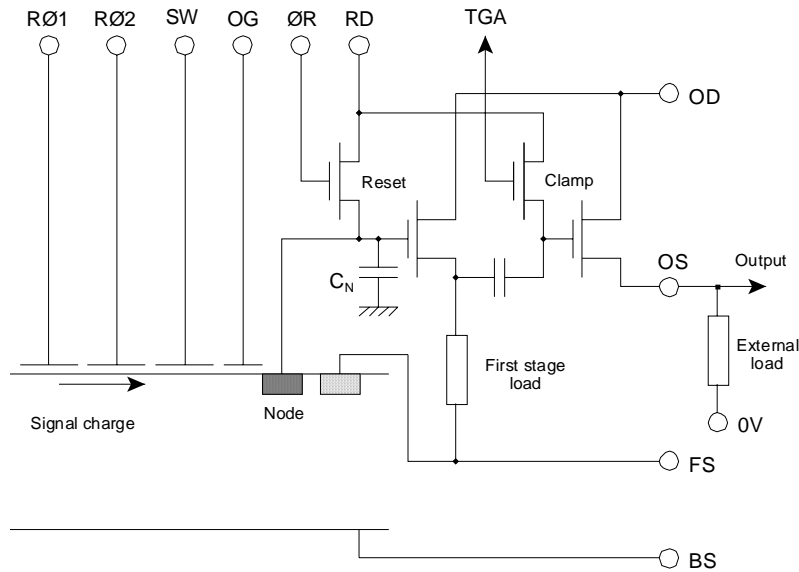 RØ1 RØ2 SW OG ØR RD TGA
OD
Reset
Clamp
CN
OS
Output
First stage
load
External
load
Node
Signal charge
0V
FS
BS